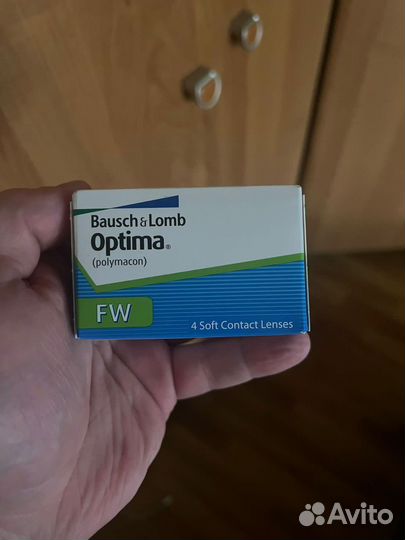 Bausch & Lomb
Optima®
(polymacon)
FW
4 Soft Contact Lenses
Avito